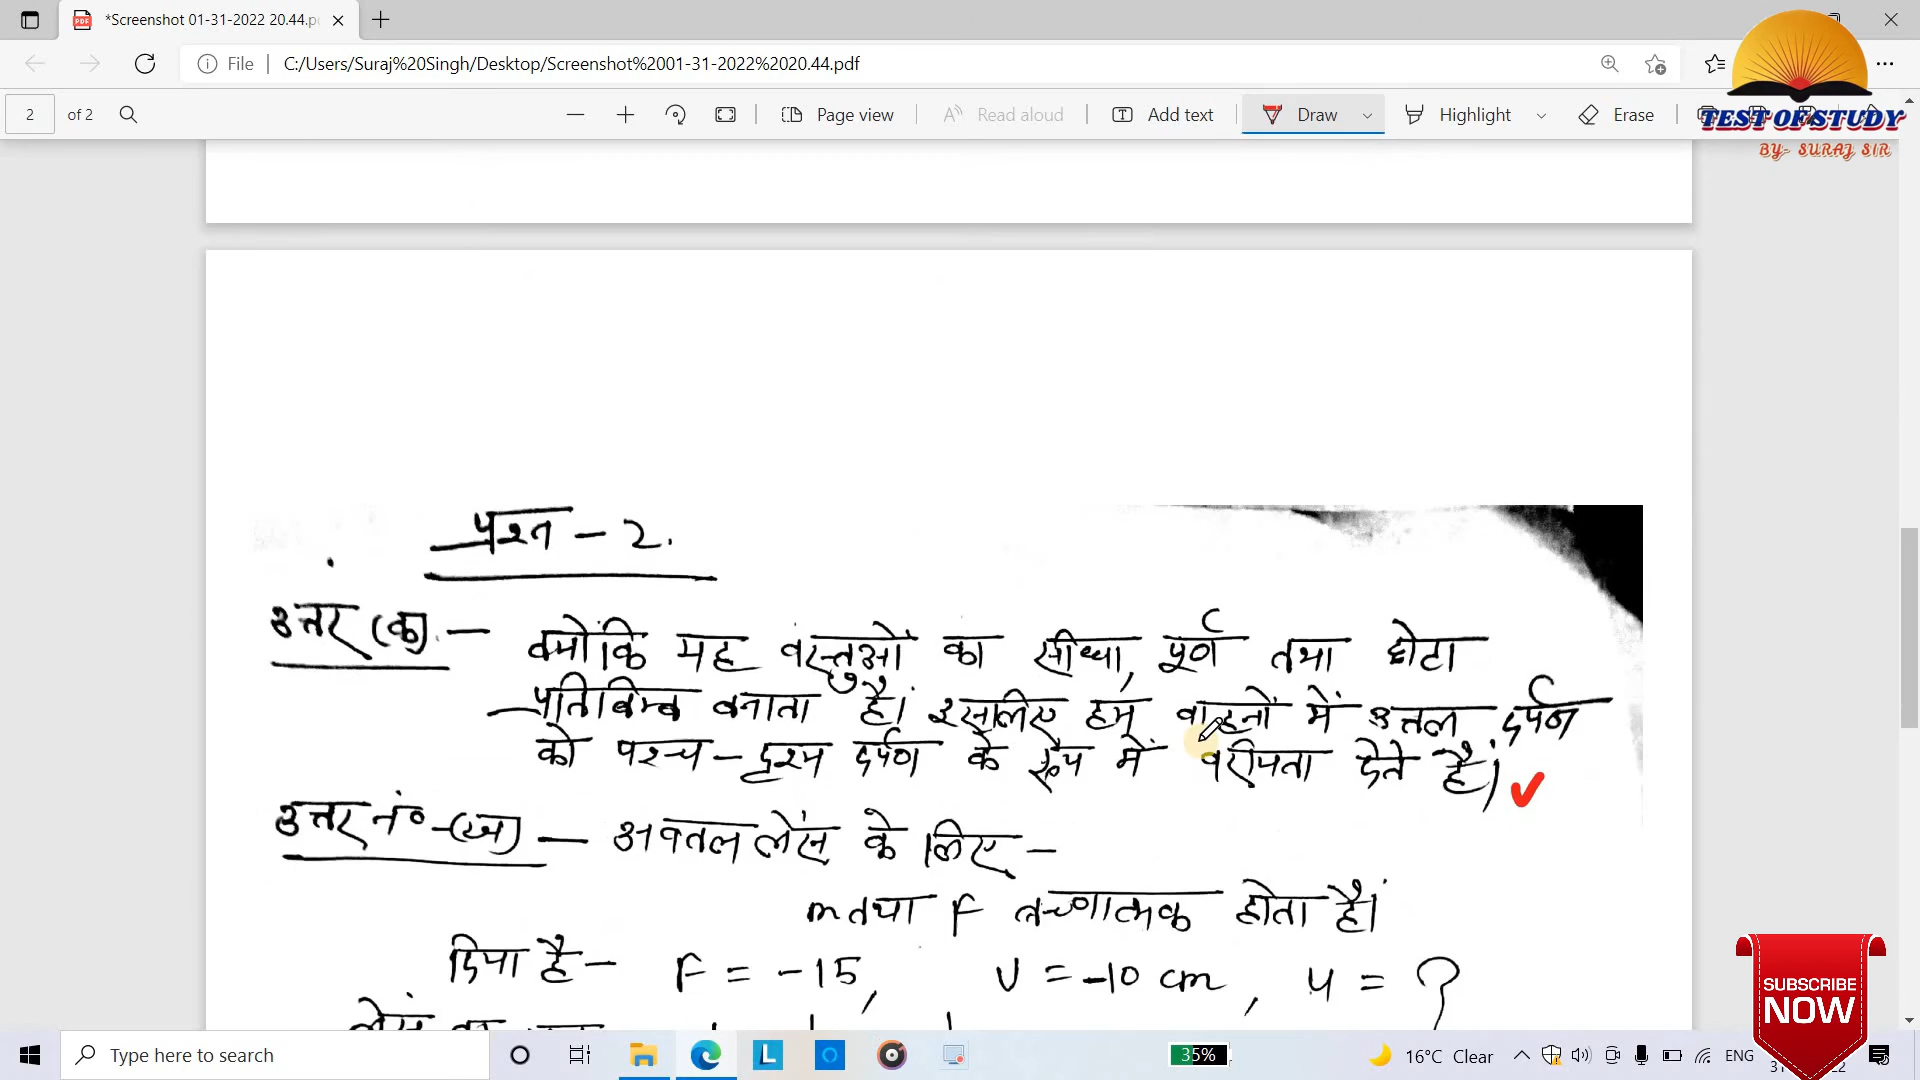 *Screenshot 01-31-2022 20.44.p
File C:/Users/Suraj%20Singh/Desktop/Screenshot%2001-31-2022%2020.44.pdf
2 of 2 Page view Read aloud Add text Draw Highlight Erase
TEST OF STUDY
BY- SURAJ SIR
प्रश्न - 2.
उत्तर (क). - क्योंकि यह वस्तुओं का सीधा, पूर्ण तथा छोटा
प्रतिबिम्ब बनाता है। इसलिए हम वाहनों में उत्तल दर्पण
को पश्च - दृश्य दर्पण के रूप में वरीयता देते है।
उत्तर नं० -(ख) - अवतल लेंस के लिए -
m तथा F ऋणात्मक होता है।
दिया है - F = -15, V = -10 cm, u = ?
SUBSCRIBE
NOW
Type here to search
35%
16°C Clear
ENG